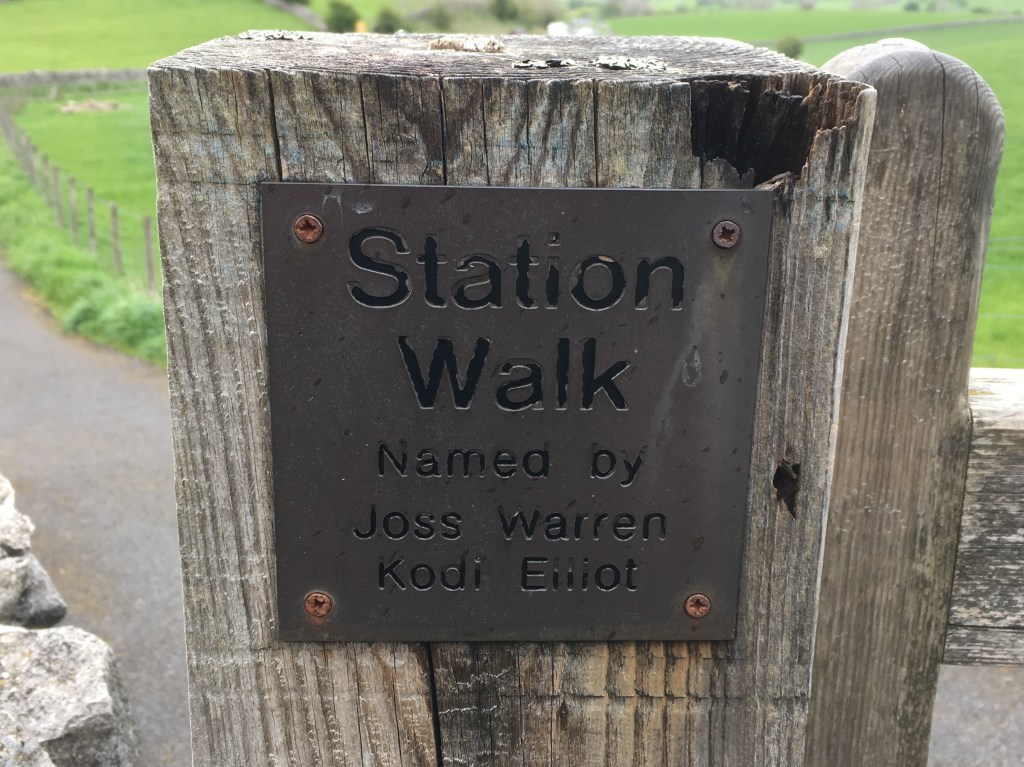 Station
Walk
Named by
Joss Warren
Kodi Elliot